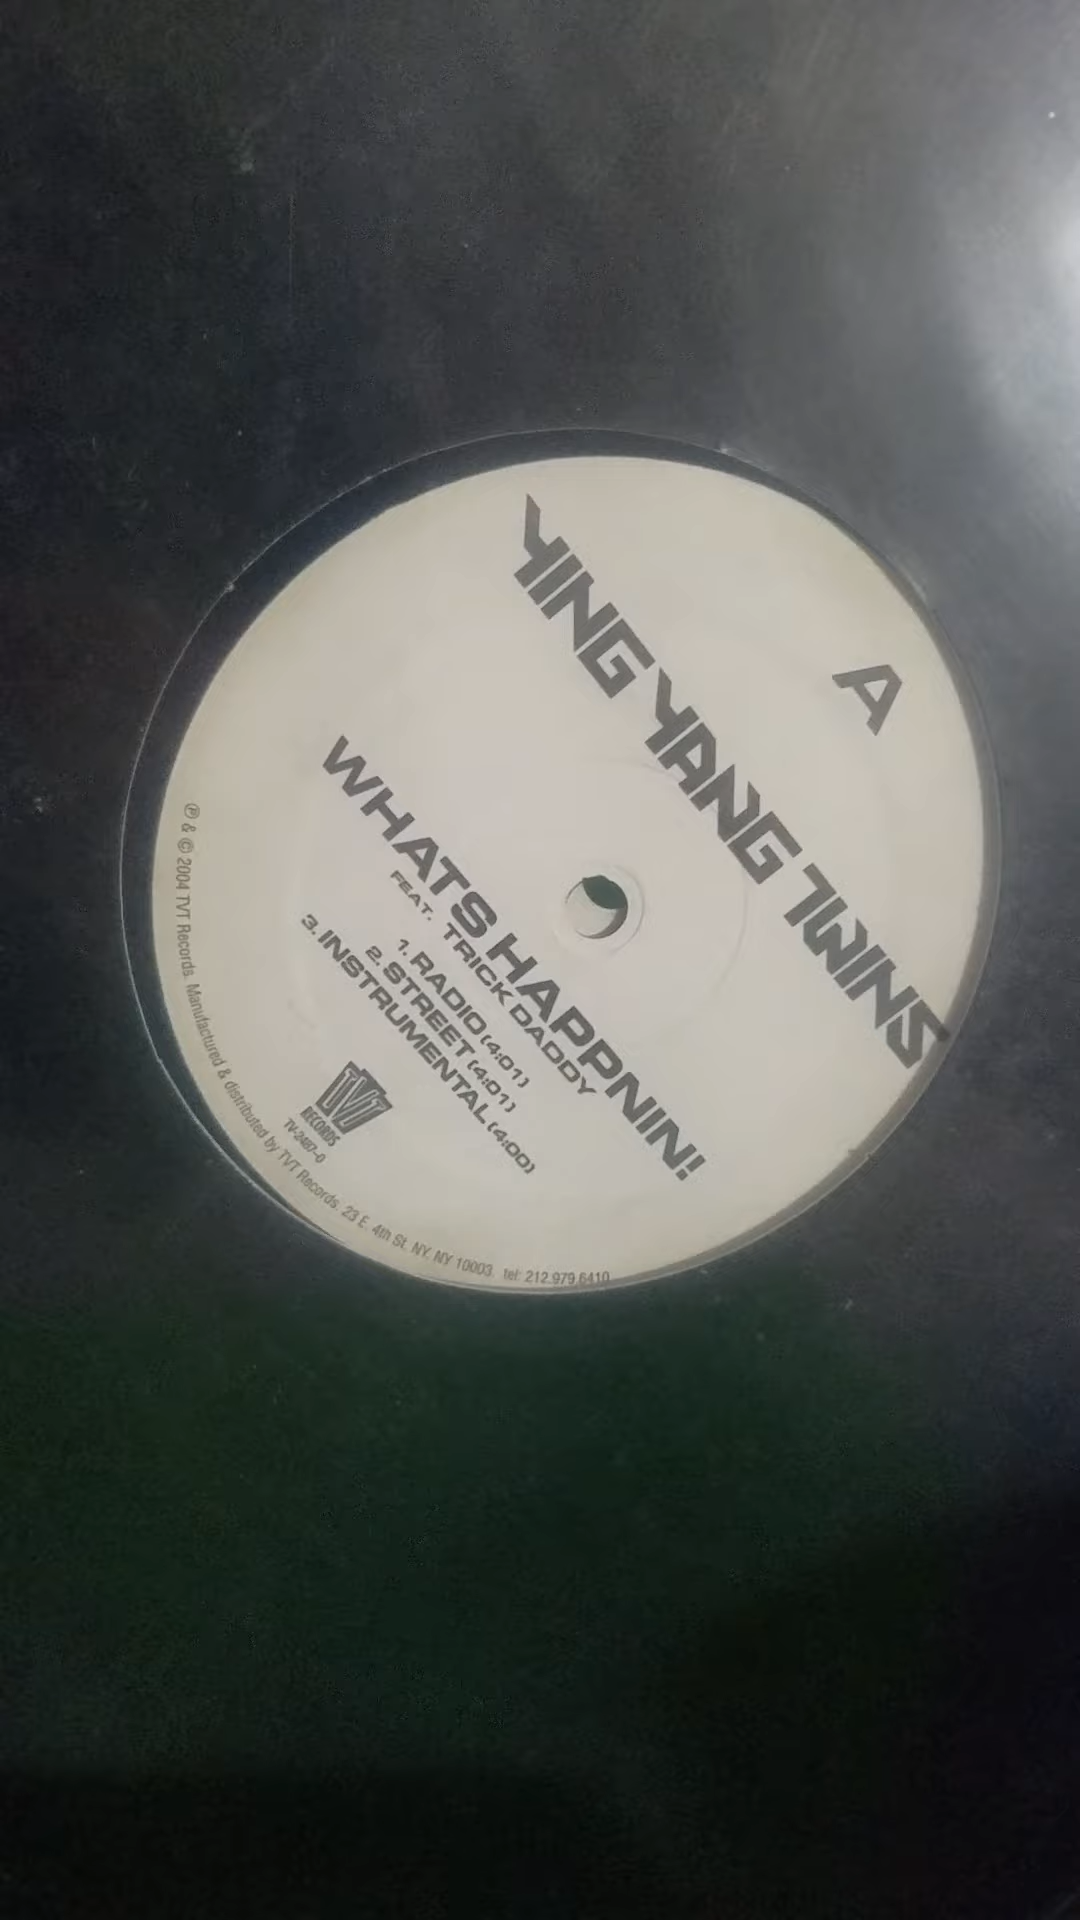 A
YING YANG TWINS
WHATS HAPPNIN!
FEAT. TRICK DADDY
1. RADIO (4:01)
2. STREET (4:01)
3. INSTRUMENTAL (4:00)
TVT
RECORDS
TV-2487-0
℗ & © 2004 TVT Records. Manufactured & distributed by TVT Records. 23 E. 4th St. NY, NY 10003. tel: 212.979.6410